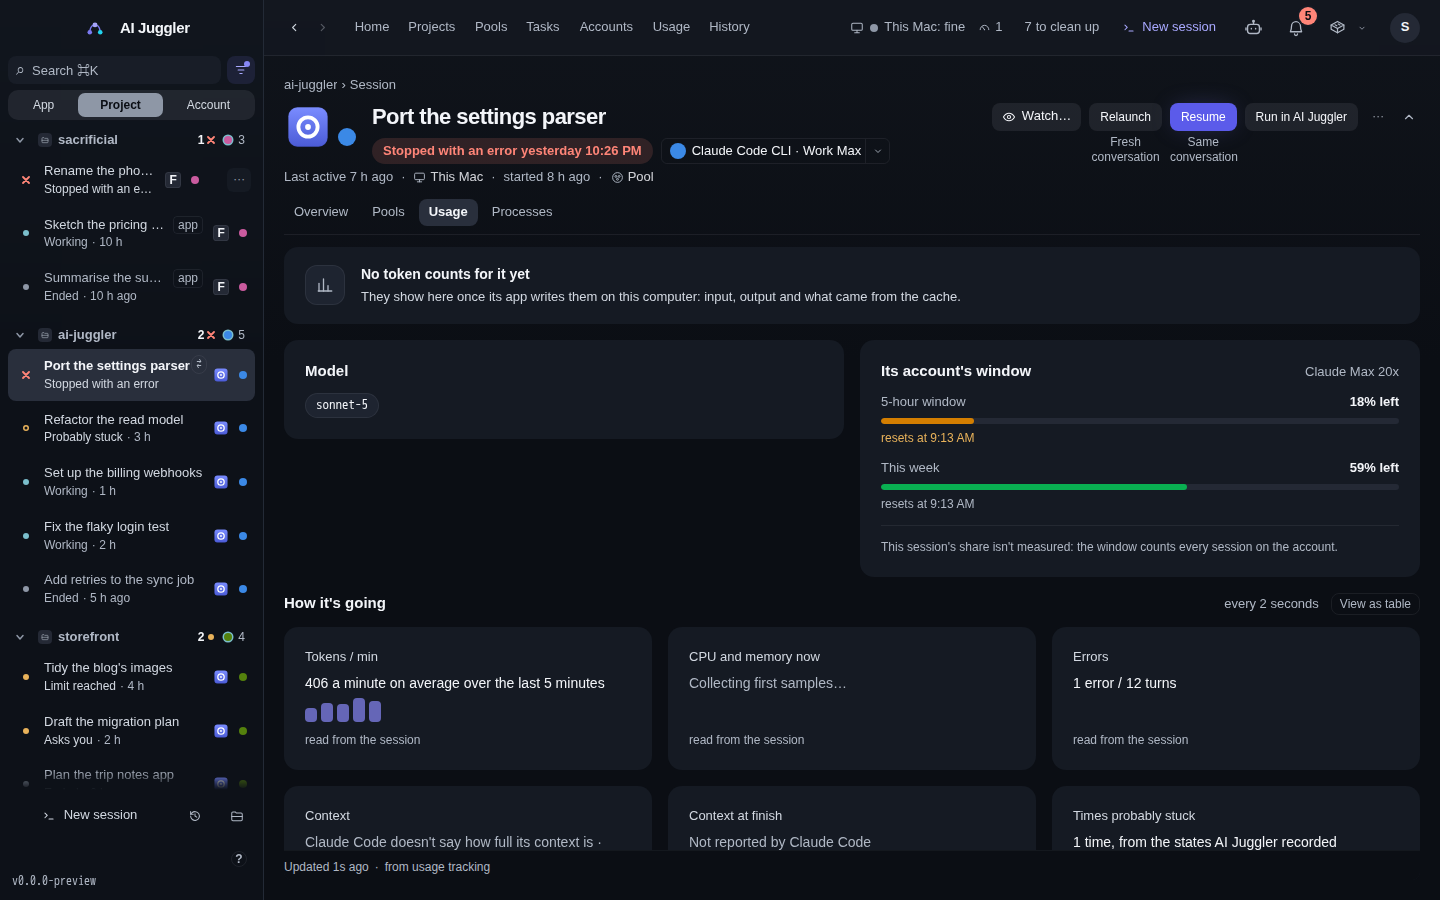 AI Juggler
Search ⌘K
App
Project
Account
sacrificial
1
3
Rename the pho…
Stopped with an e…
F
Sketch the pricing …
app
Working · 10 h
F
Summarise the su…
app
Ended · 10 h ago
F
ai-juggler
2
5
Port the settings parser
Stopped with an error
Refactor the read model
Probably stuck · 3 h
Set up the billing webhooks
Working · 1 h
Fix the flaky login test
Working · 2 h
Add retries to the sync job
Ended · 5 h ago
storefront
2
4
Tidy the blog's images
Limit reached · 4 h
Draft the migration plan
Asks you · 2 h
Plan the trip notes app
New session
?
v0.0.0-preview
Home
Projects
Pools
Tasks
Accounts
Usage
History
This Mac: fine
1
7 to clean up
New session
5
S
ai-juggler › Session
Port the settings parser
Stopped with an error yesterday 10:26 PM
Claude Code CLI · Work Max
Last active 7 h ago · This Mac · started 8 h ago · Pool
Watch…
Relaunch
Fresh conversation
Resume
Same conversation
Run in AI Juggler
Overview
Pools
Usage
Processes
No token counts for it yet
They show here once its app writes them on this computer: input, output and what came from the cache.
Model
sonnet-5
Its account's window
Claude Max 20x
5-hour window
18% left
resets at 9:13 AM
This week
59% left
resets at 9:13 AM
This session's share isn't measured: the window counts every session on the account.
How it's going
every 2 seconds
View as table
Tokens / min
406 a minute on average over the last 5 minutes
read from the session
CPU and memory now
Collecting first samples…
read from the session
Errors
1 error / 12 turns
read from the session
Context
Claude Code doesn't say how full its context is ·
Context at finish
Not reported by Claude Code
Times probably stuck
1 time, from the states AI Juggler recorded
Updated 1s ago · from usage tracking